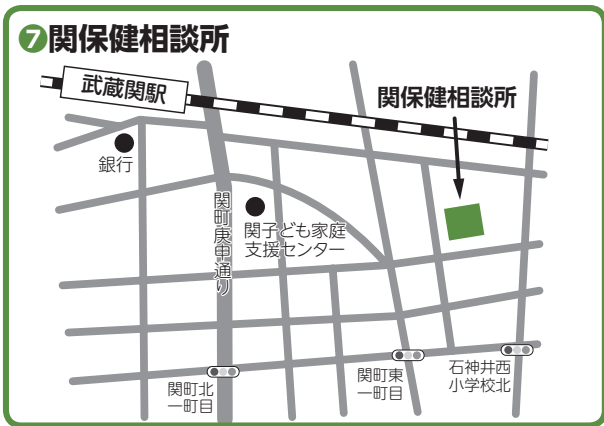 ❼関保健相談所
武蔵関駅
関保健相談所
銀行
関町庚申通り
関子ども家庭
支援センター
関町北
一町目
関町東
一町目
石神井西
小学校北